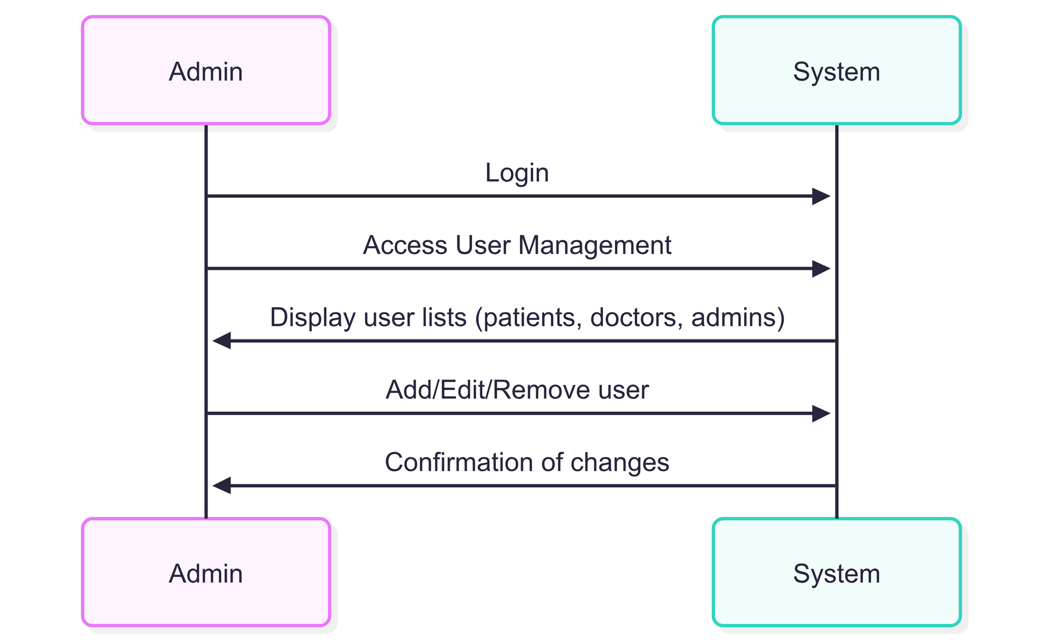 Admin
System
Login
Access User Management
Display user lists (patients, doctors, admins)
Add/Edit/Remove user
Confirmation of changes
Admin
System